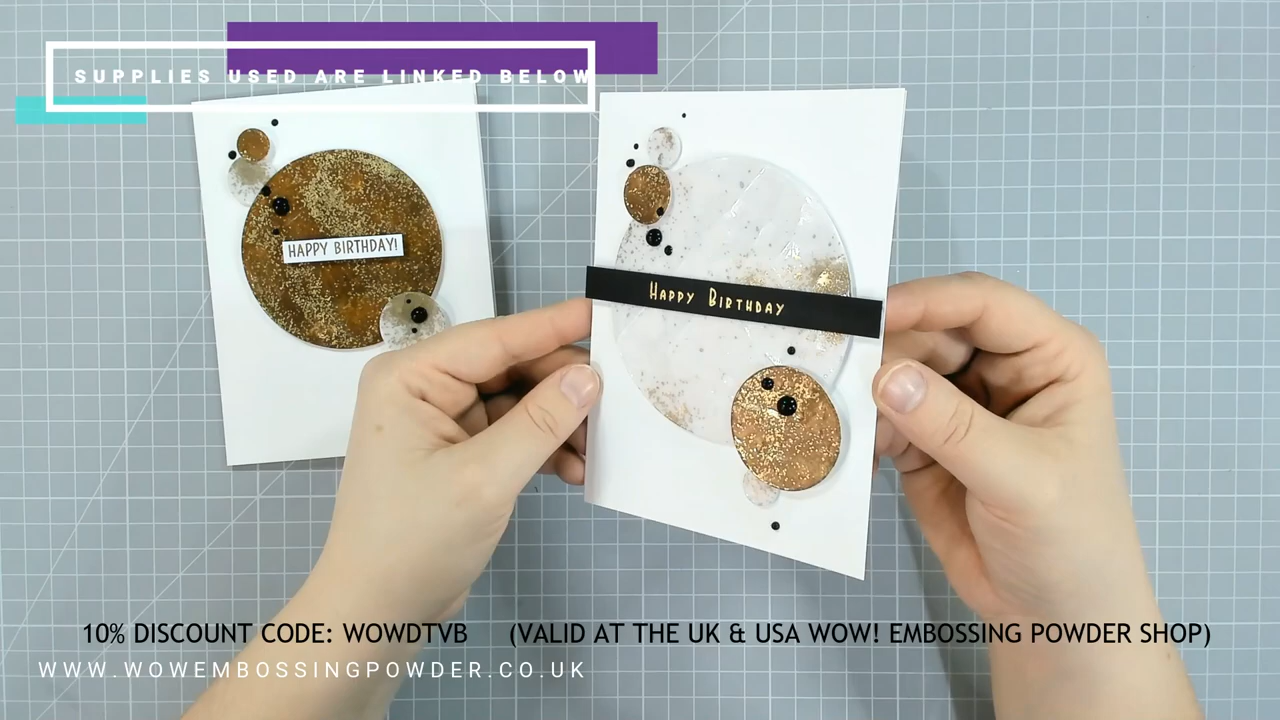 SUPPLIES USED ARE LINKED BELOW
HAPPY BIRTHDAY!
HAPPY BIRTHDAY
10% DISCOUNT CODE: WOWDTVB (VALID AT THE UK & USA WOW! EMBOSSING POWDER SHOP)
WWW.WOWEMBOSSINGPOWDER.CO.UK